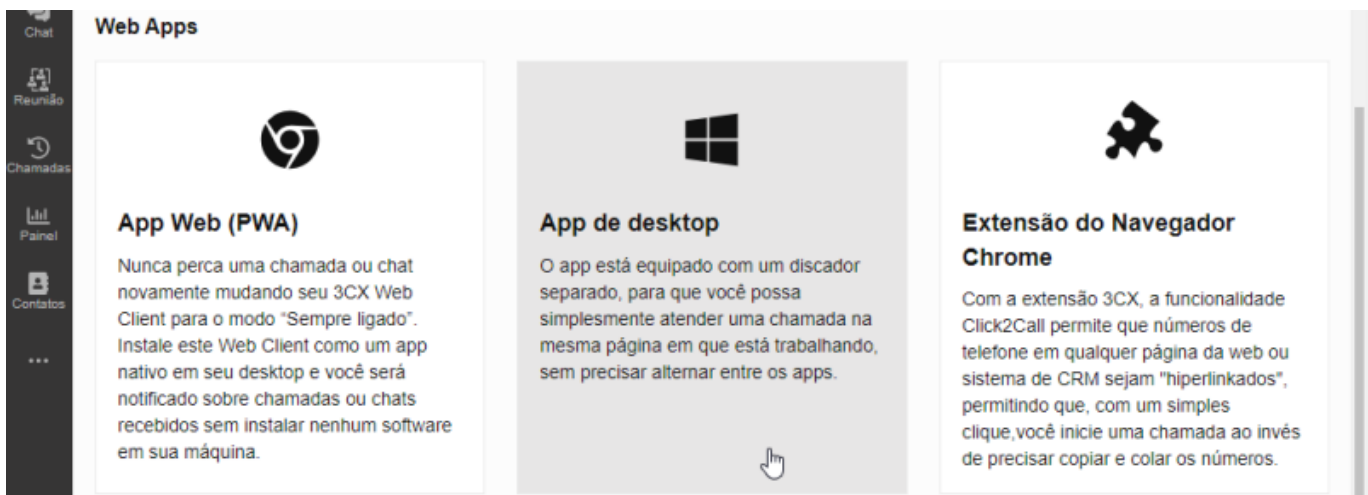 Chat
Reunião
Chamadas
Painel
Contatos
Web Apps
App Web (PWA)
Nunca perca uma chamada ou chat
novamente mudando seu 3CX Web
Client para o modo “Sempre ligado”.
Instale este Web Client como um app
nativo em seu desktop e você será
notificado sobre chamadas ou chats
recebidos sem instalar nenhum software
em sua máquina.
App de desktop
O app está equipado com um discador
separado, para que você possa
simplesmente atender uma chamada na
mesma página em que está trabalhando,
sem precisar alternar entre os apps.
Extensão do Navegador
Chrome
Com a extensão 3CX, a funcionalidade
Click2Call permite que números de
telefone em qualquer página da web ou
sistema de CRM sejam "hiperlinkados",
permitindo que, com um simples
clique,você inicie uma chamada ao invés
de precisar copiar e colar os números.